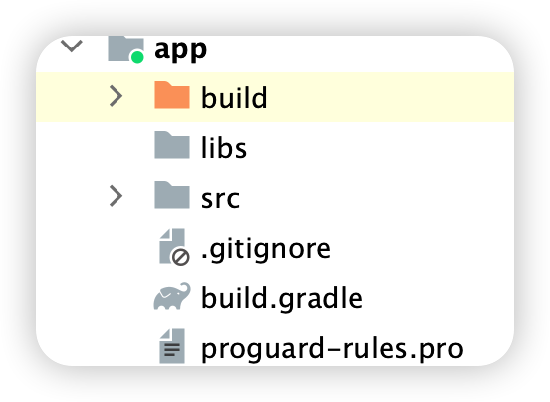 app
build
libs
src
.gitignore
build.gradle
proguard-rules.pro